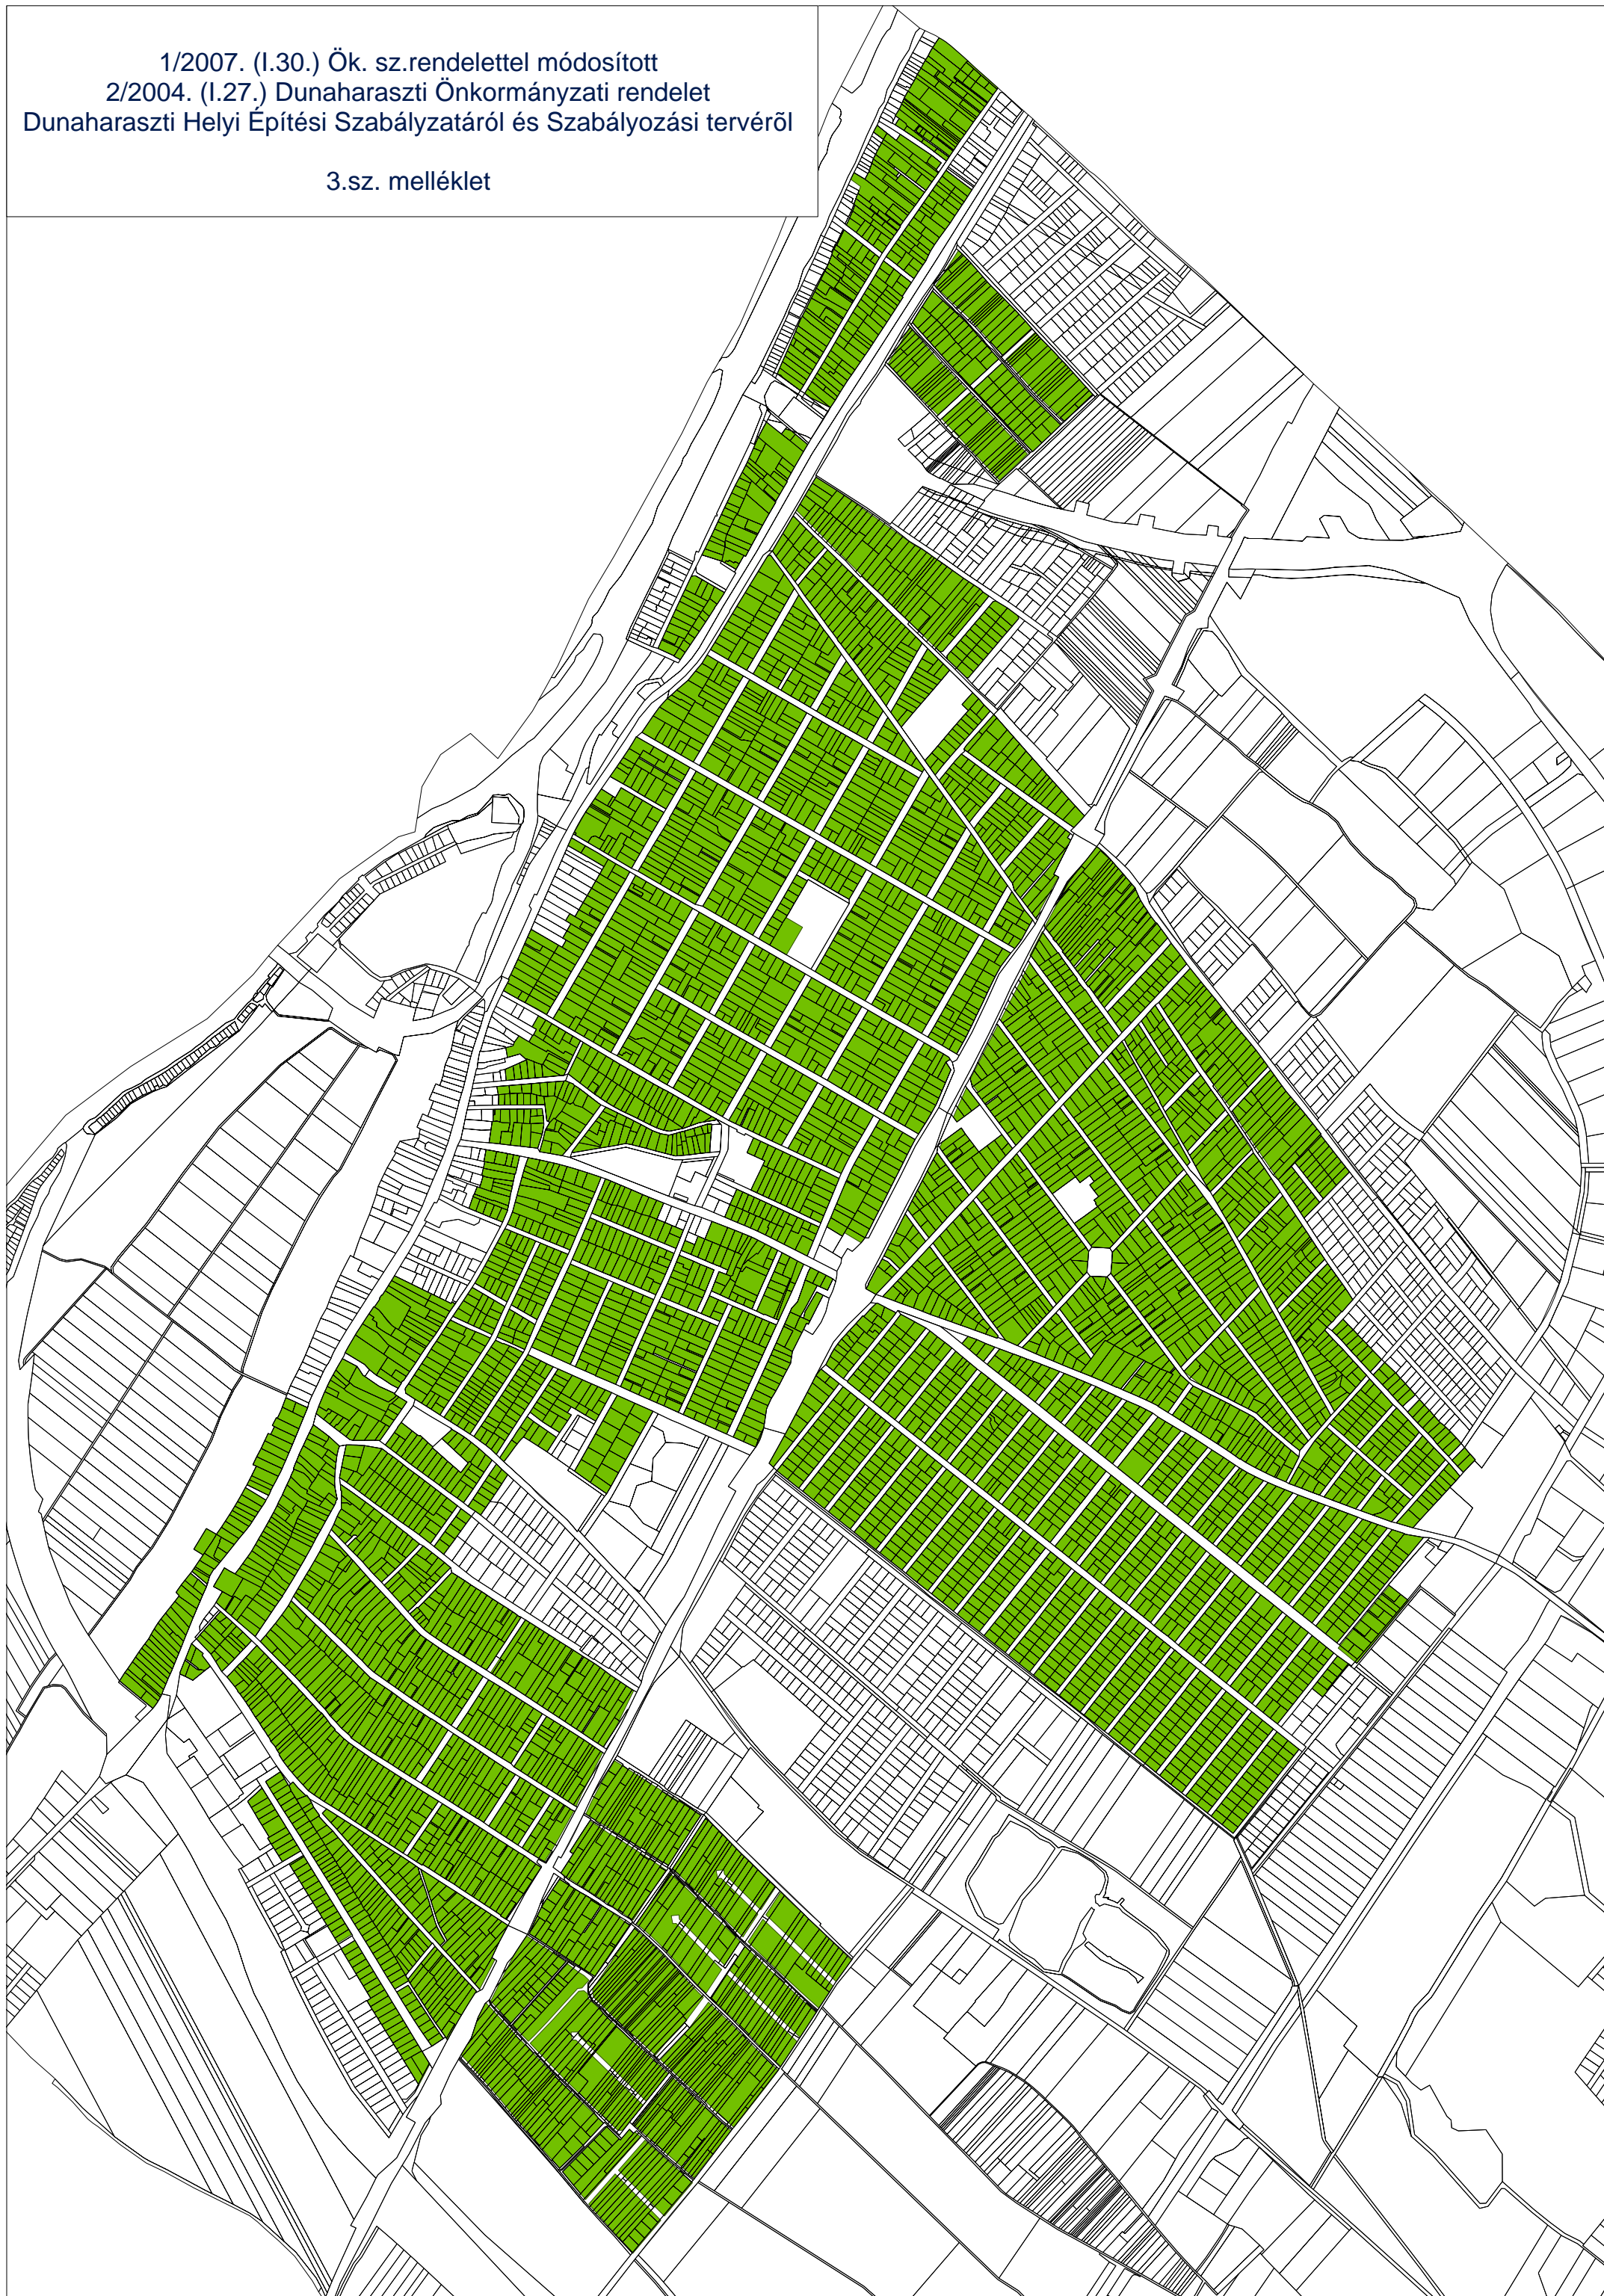 1/2007. (I.30.) Ök. sz.rendelettel módosított
2/2004. (I.27.) Dunaharaszti Önkormányzati rendelet
Dunaharaszti Helyi Építési Szabályzatáról és Szabályozási tervérõl
3.sz. melléklet